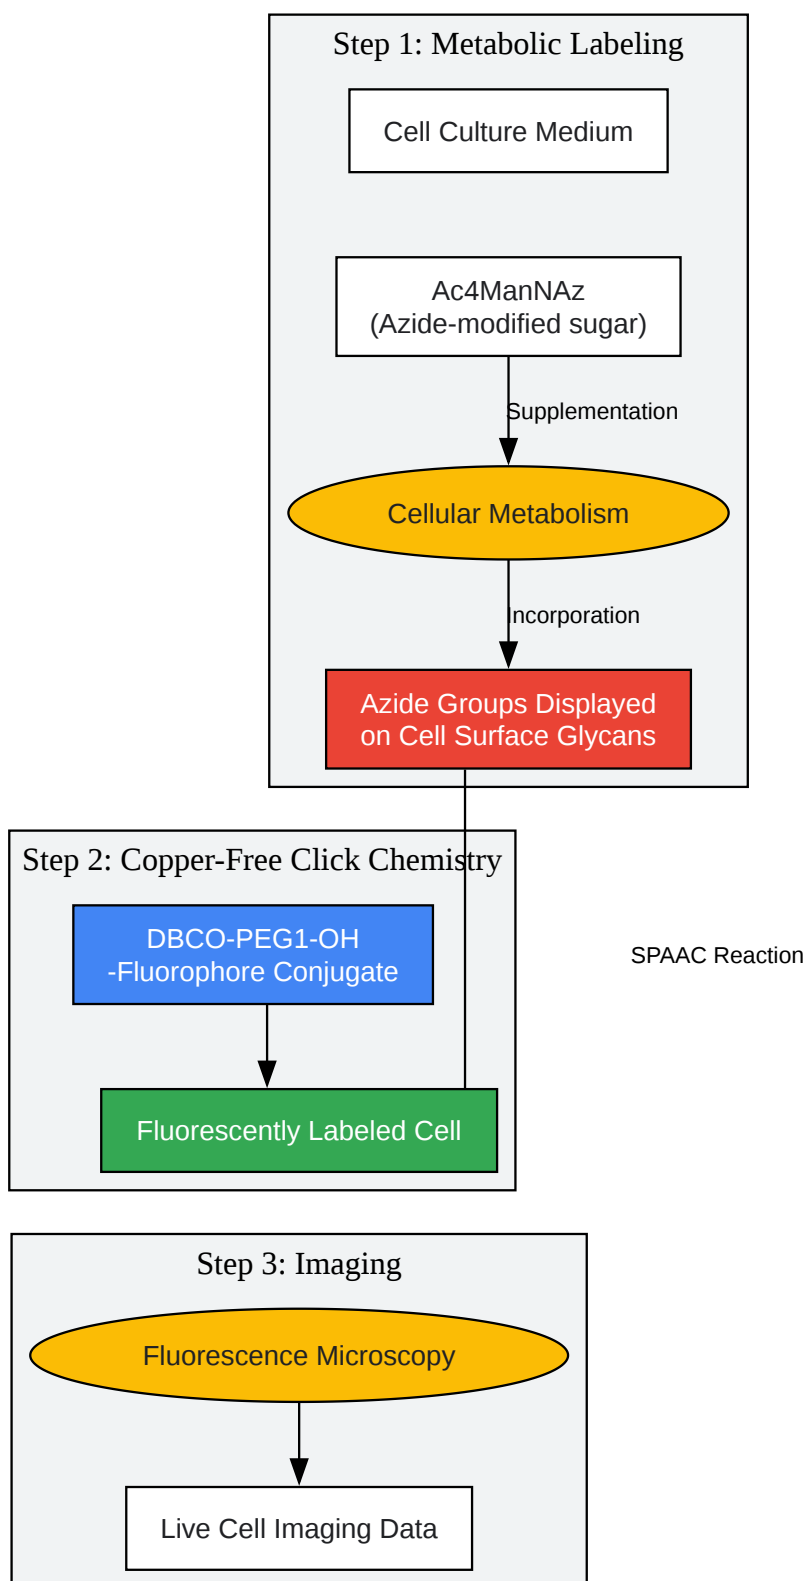 Step 1: Metabolic Labeling
Cell Culture Medium
Ac4ManNAz
(Azide-modified sugar)
Supplementation
Cellular Metabolism
Incorporation
Azide Groups Displayed
on Cell Surface Glycans
Step 2: Copper-Free Click Chemistry
DBCO-PEG1-OH
-Fluorophore Conjugate
SPAAC Reaction
Fluorescently Labeled Cell
Step 3: Imaging
Fluorescence Microscopy
Live Cell Imaging Data